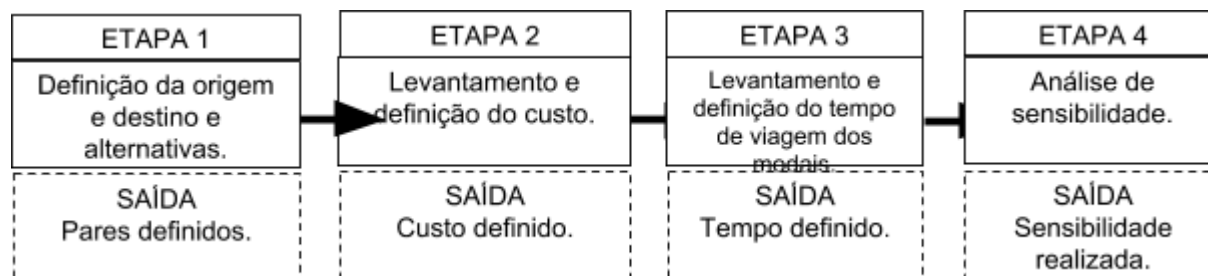 ETAPA 1
Definição da origem
e destino e
alternativas.
SAÍDA
Pares definidos.
ETAPA 2
Levantamento e
definição do custo.
SAÍDA
Custo definido.
ETAPA 3
Levantamento e
definição do tempo
de viagem dos
modais.
SAÍDA
Tempo definido.
ETAPA 4
Análise de
sensibilidade.
SAÍDA
Sensibilidade
realizada.